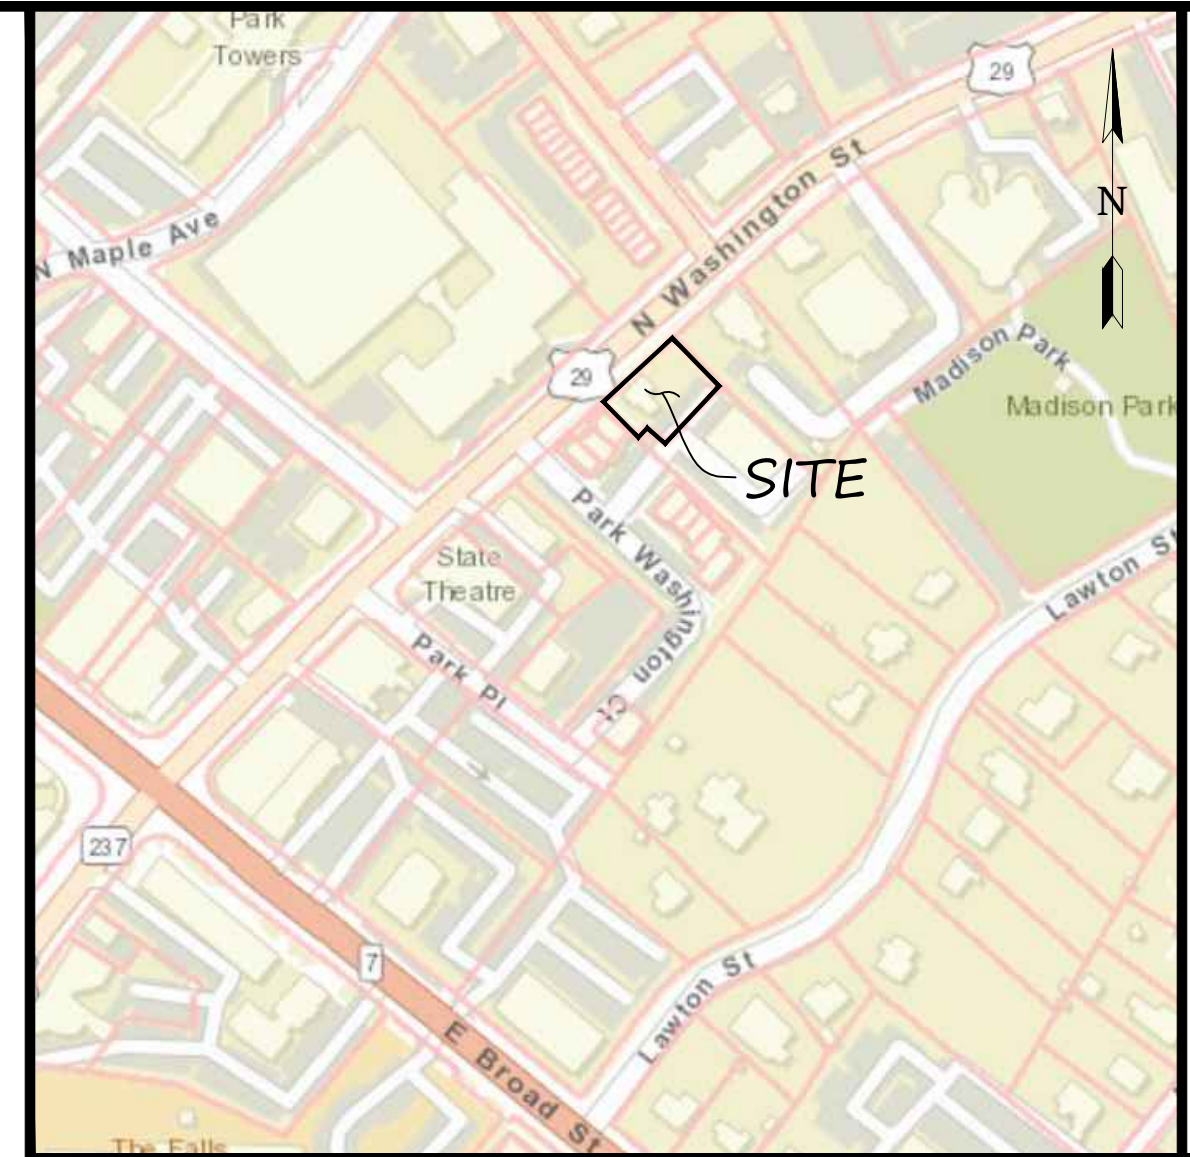 Park
Towers
29
N
N Maple Ave
N Washington St
29
Madison Park
Madison Park
SITE
Park Washington Ct
State
Theatre
Lawton St
Park Pl
237
7
Lawton St
E Broad St
The Falls